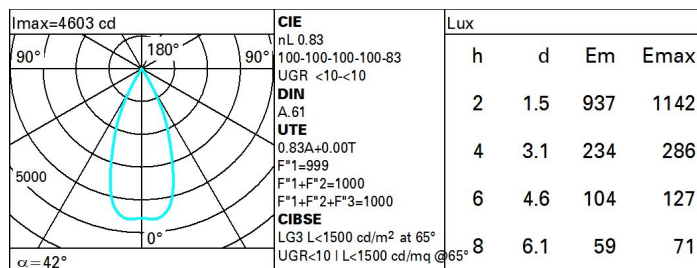 Imax=4603 cd
90°
180°
90°
5000
0°
α=42°
CIE
nL 0.83
100-100-100-100-83
UGR <10-<10
DIN
A.61
UTE
0.83A+0.00T
F"1=999
F"1+F"2=1000
F"1+F"2+F"3=1000
CIBSE
LG3 L<1500 cd/m² at 65°
UGR<10 | L<1500 cd/mq @65°
Lux
h d Em Emax
2 1.5 937 1142
4 3.1 234 286
6 4.6 104 127
8 6.1 59 71